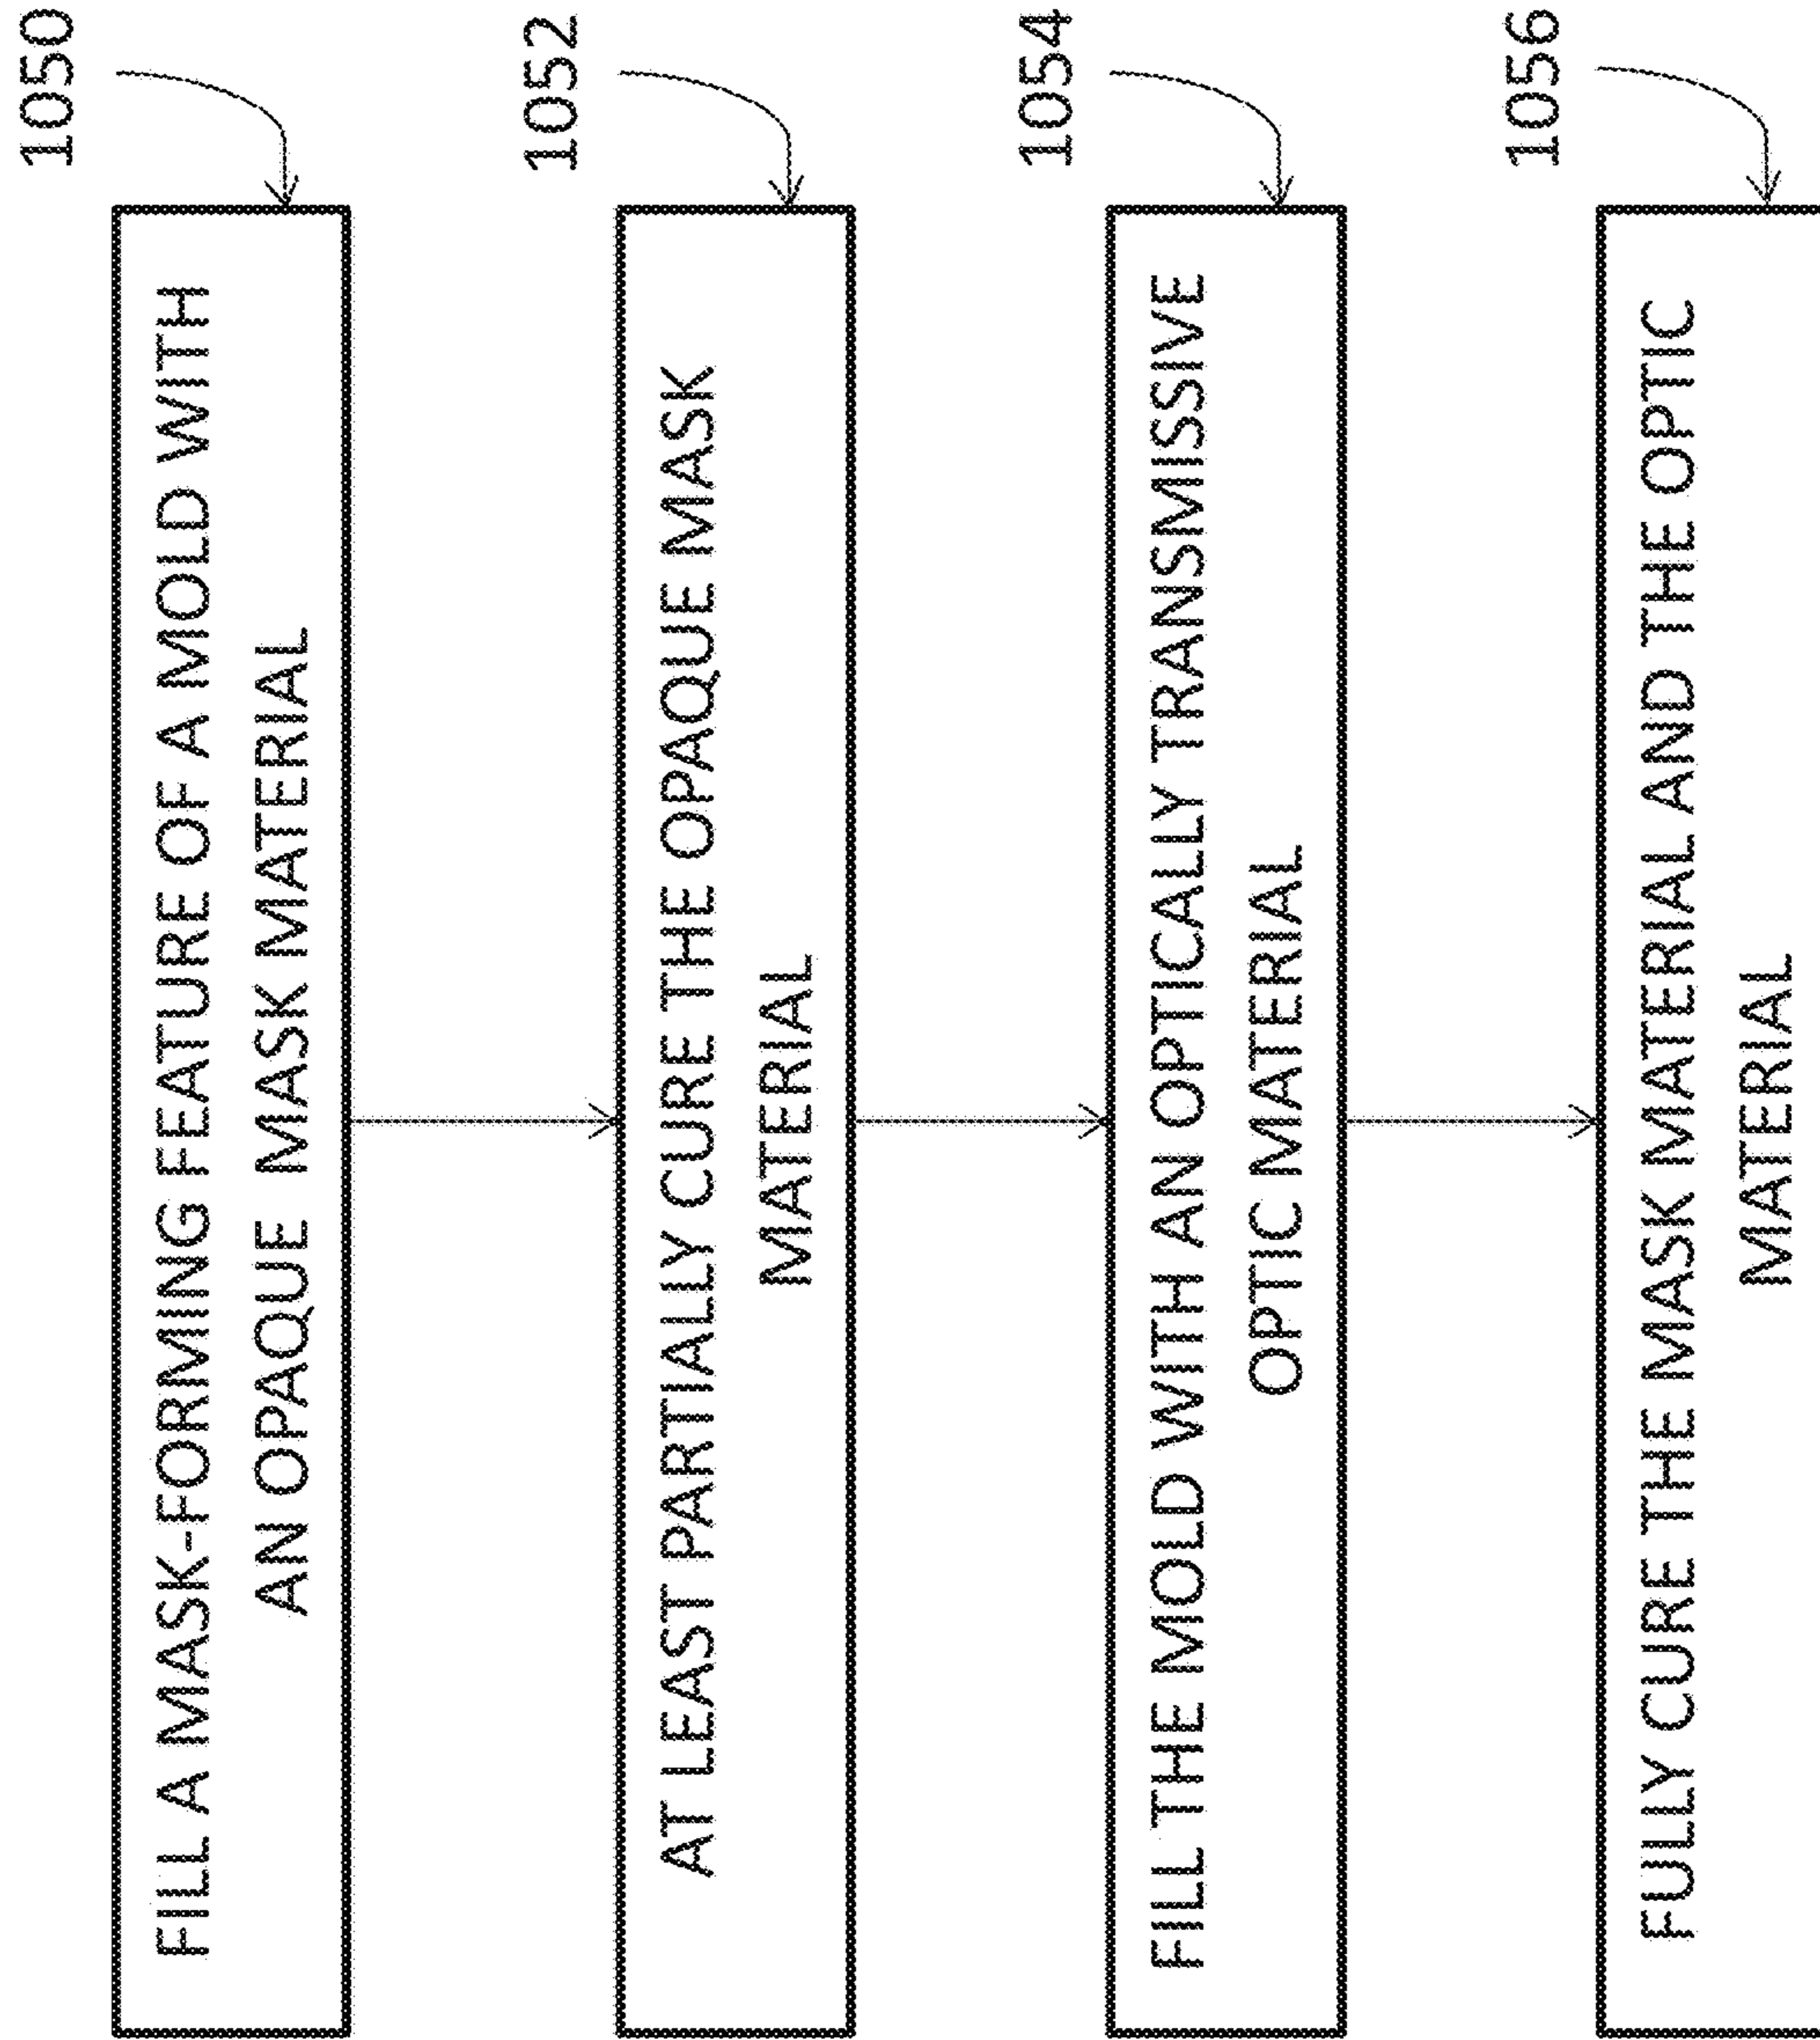 1050
FILL A MASK-FORMING FEATURE OF A MOLD WITH
AN OPAQUE MASK MATERIAL
1052
AT LEAST PARTIALLY CURE THE OPAQUE MASK
MATERIAL
1054
FILL THE MOLD WITH AN OPTICALLY TRANSMISSIVE
OPTIC MATERIAL
1056
FULLY CURE THE MASK MATERIAL AND THE OPTIC
MATERIAL